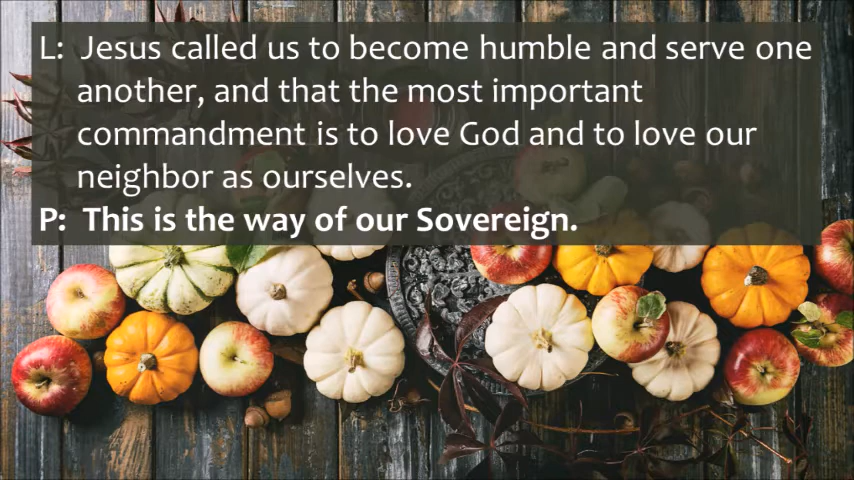 L: Jesus called us to become humble and serve one
another, and that the most important
commandment is to love God and to love our
neighbor as ourselves.
P: This is the way of our Sovereign.